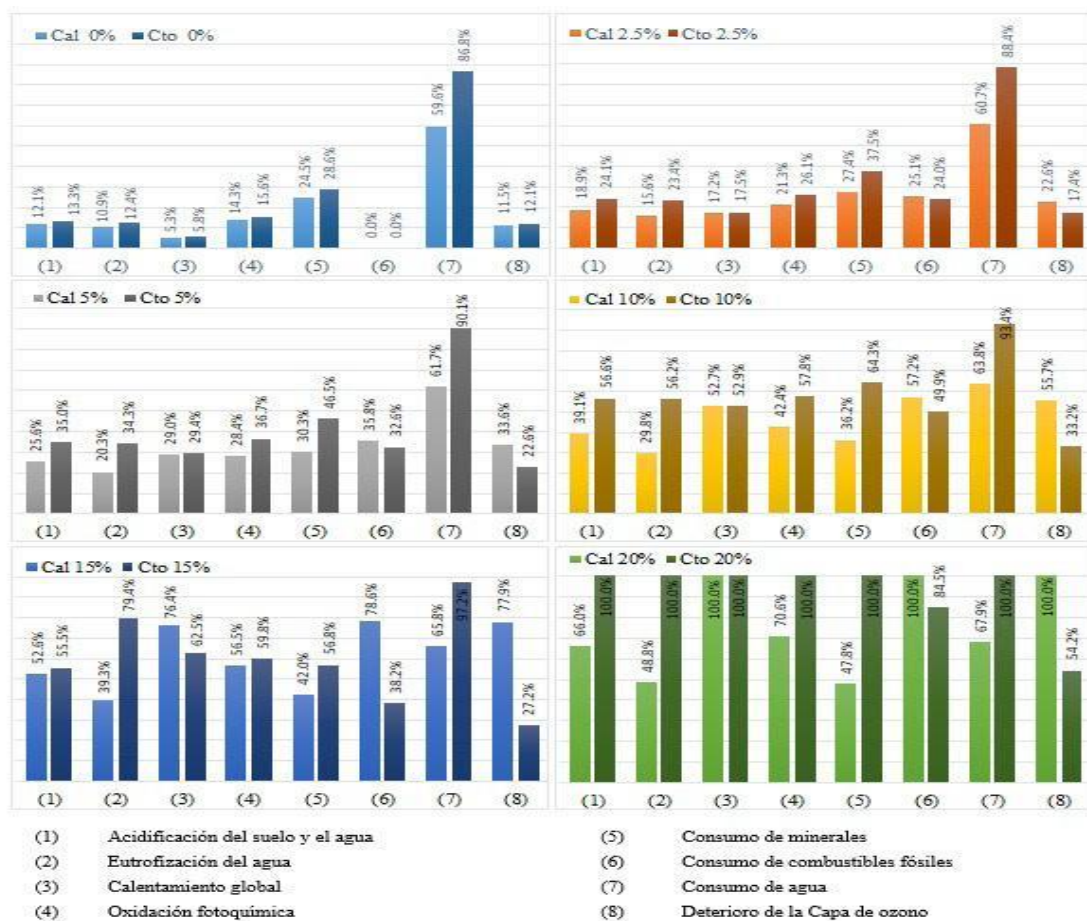 Cal 0% Cto 0%
12.1% 13.3% 10.9% 12.4% 5.3% 5.8% 14.3% 15.6% 24.5% 28.6% 0.0% 0.0% 59.6% 86.8% 11.5% 12.1%
(1) (2) (3) (4) (5) (6) (7) (8)
Cal 2.5% Cto 2.5%
18.9% 24.1% 15.6% 23.4% 17.2% 17.5% 21.3% 26.1% 27.4% 37.5% 25.1% 24.0% 60.7% 88.4% 22.6% 17.4%
(1) (2) (3) (4) (5) (6) (7) (8)
Cal 5% Cto 5%
25.6% 35.0% 20.3% 34.3% 29.0% 29.4% 28.4% 36.7% 30.3% 46.5% 35.8% 32.6% 61.7% 90.1% 33.6% 22.6%
(1) (2) (3) (4) (5) (6) (7) (8)
Cal 10% Cto 10%
39.1% 56.6% 29.8% 56.2% 52.7% 52.9% 42.4% 57.8% 36.2% 64.3% 57.2% 49.9% 63.8% 93.4% 55.7% 33.2%
(1) (2) (3) (4) (5) (6) (7) (8)
Cal 15% Cto 15%
52.6% 55.5% 39.3% 79.4% 76.4% 62.5% 56.5% 59.8% 42.0% 56.8% 78.6% 38.2% 65.8% 97.2% 77.9% 27.2%
(1) (2) (3) (4) (5) (6) (7) (8)
Cal 20% Cto 20%
66.0% 100.0% 48.8% 100.0% 100.0% 100.0% 70.6% 100.0% 47.8% 100.0% 100.0% 84.5% 67.9% 100.0% 100.0% 54.2%
(1) (2) (3) (4) (5) (6) (7) (8)
(1) Acidificación del suelo y el agua
(2) Eutrofización del agua
(3) Calentamiento global
(4) Oxidación fotoquímica
(5) Consumo de minerales
(6) Consumo de combustibles fósiles
(7) Consumo de agua
(8) Deterioro de la Capa de ozono